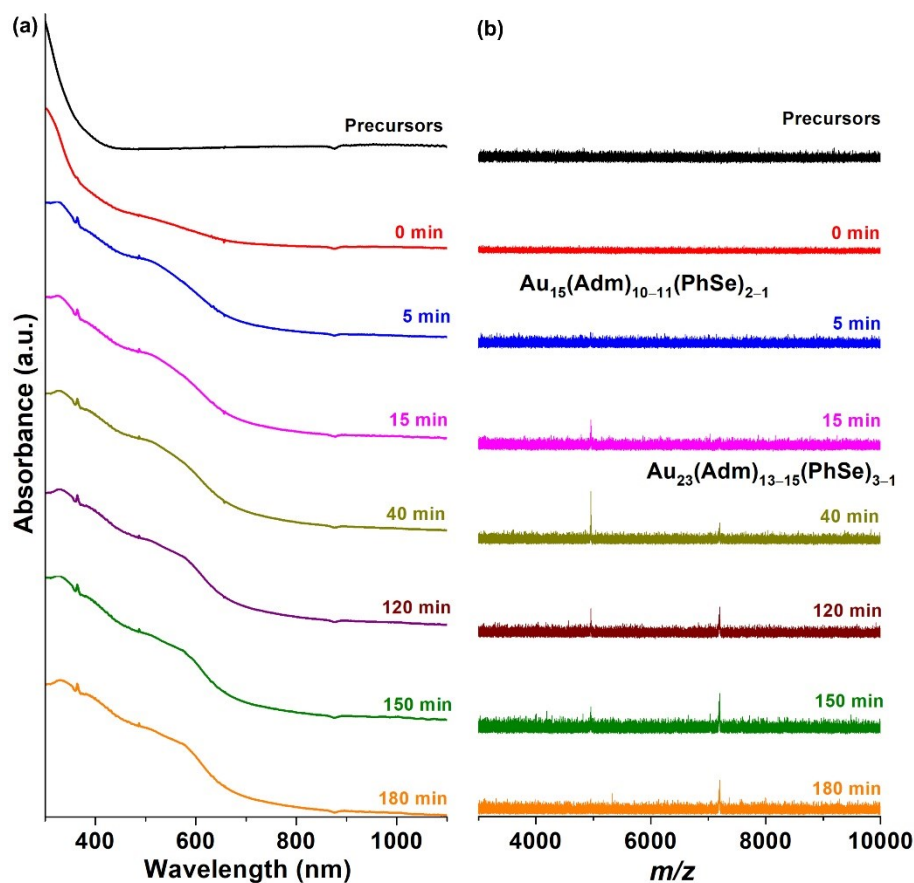 (a)
Precursors
0 min
5 min
15 min
40 min
120 min
150 min
180 min
Absorbance (a.u.)
400 600 800 1000
Wavelength (nm)
(b)
Precursors
0 min
Au₁₅(Adm)₁₀₋₁₁(PhSe)₂₋₁
5 min
15 min
Au₂₃(Adm)₁₃₋₁₅(PhSe)₃₋₁
40 min
120 min
150 min
180 min
4000 6000 8000 10000
m/z